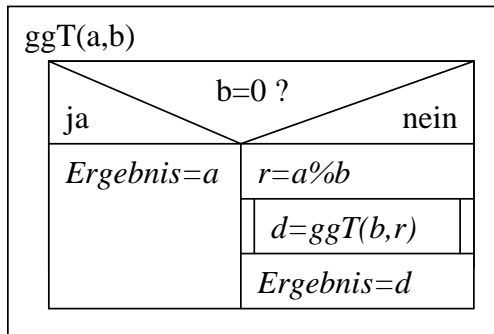 ggT(a,b)
b=0 ?
ja nein
Ergebnis=a r=a%b
d=ggT(b,r)
Ergebnis=d